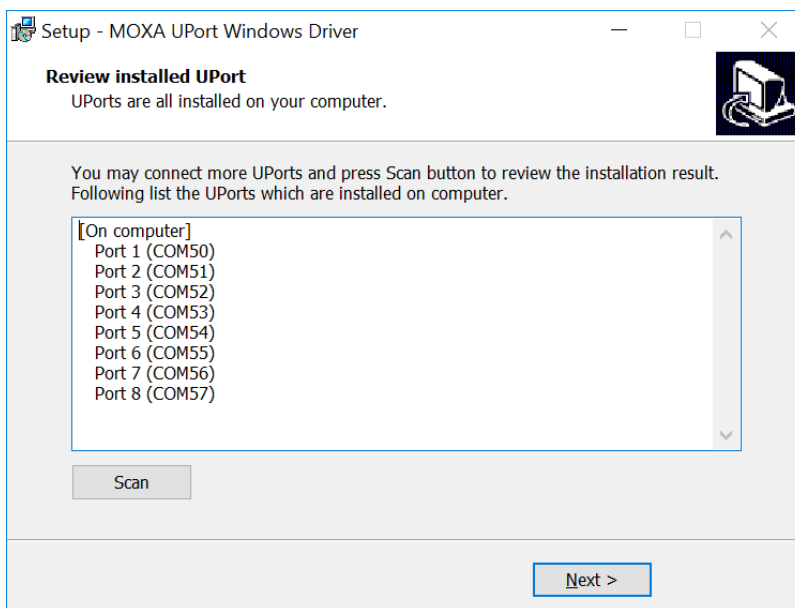 Setup - MOXA UPort Windows Driver
Review installed UPort
UPorts are all installed on your computer.
You may connect more UPorts and press Scan button to review the installation result.
Following list the UPorts which are installed on computer.
[On computer]
Port 1 (COM50)
Port 2 (COM51)
Port 3 (COM52)
Port 4 (COM53)
Port 5 (COM54)
Port 6 (COM55)
Port 7 (COM56)
Port 8 (COM57)
Scan
Next >